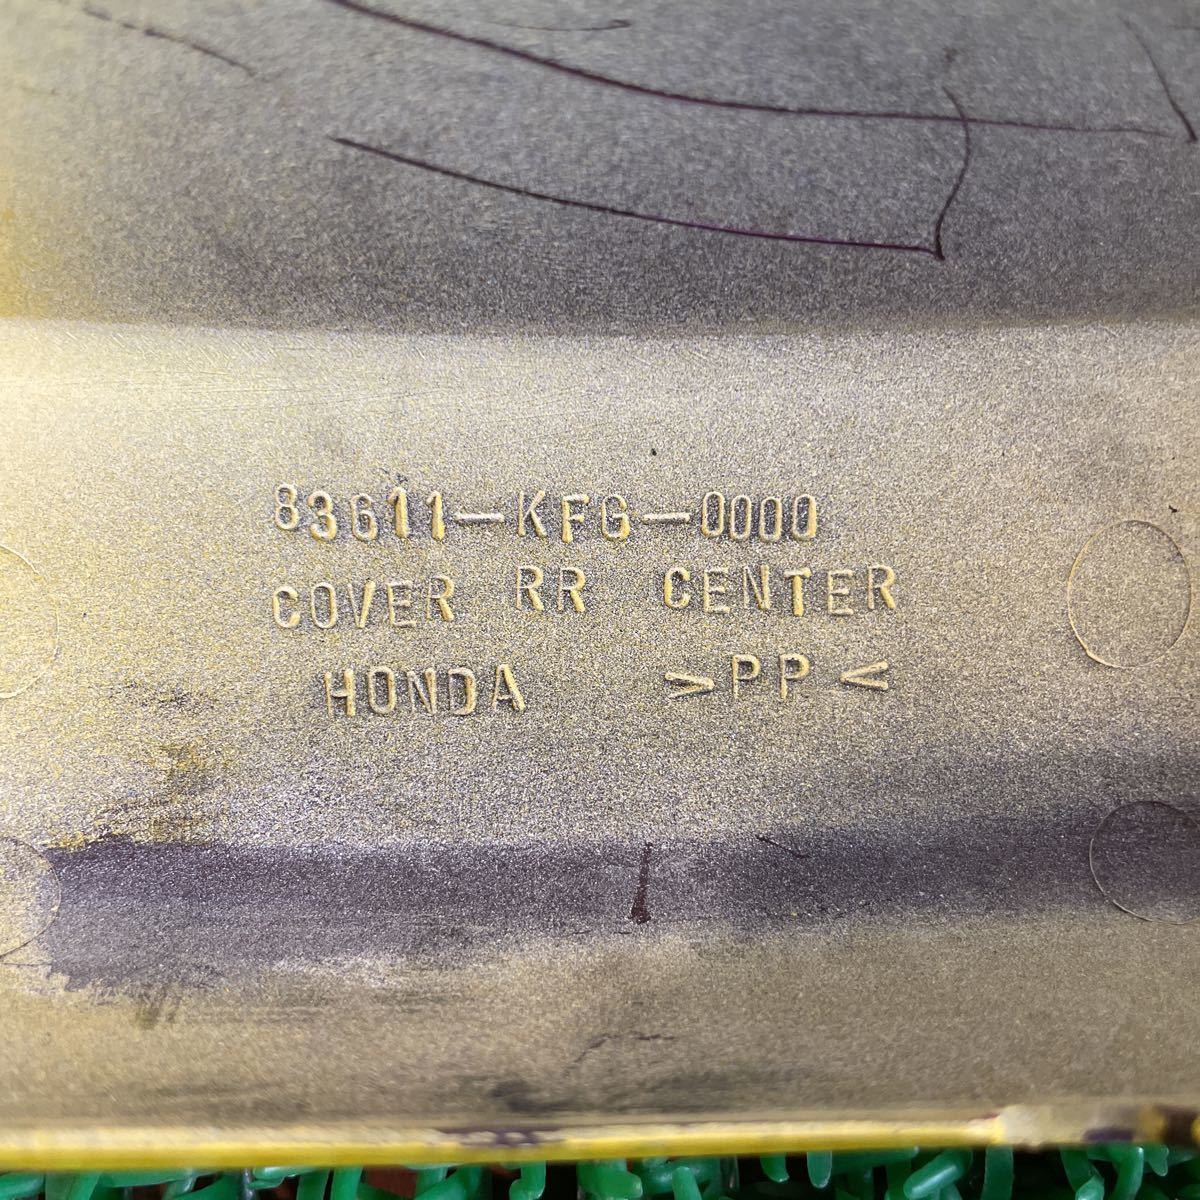 83611-KFG-0000
COVER RR CENTER
HONDA >PP<